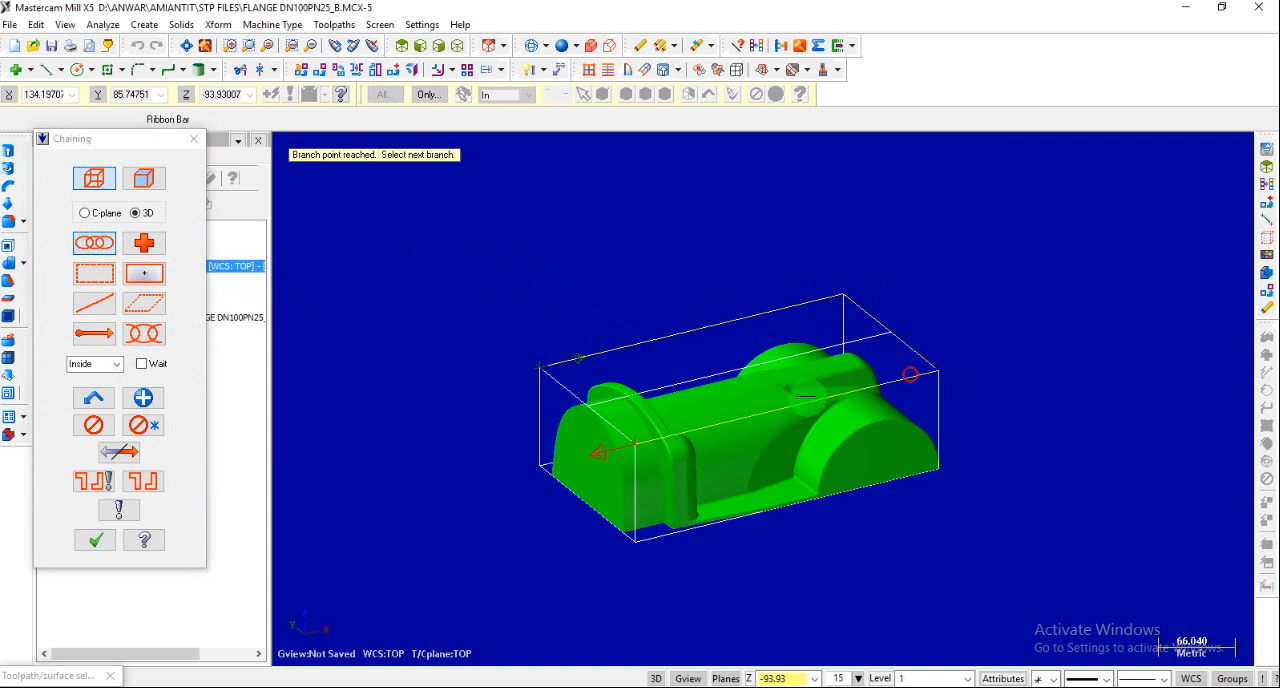 Mastercam Mill X5 D:\ANWAR\AMIANTIT\STP FILES\FLANGE DN100PN25_B.MCX-5
File Edit View Analyze Create Solids Xform Machine Type Toolpaths Screen Settings Help
X 134.1970 Y 85.74751 Z -93.93007 All... Only... In
Ribbon Bar
Chaining
Branch point reached. Select next branch.
C-plane 3D
[WCS: TOP] - [
GE DN100PN25_
Inside Wait
Z
Y X
Activate Windows
Go to Settings to activate Windows.
66.040
Metric
Gview:Not Saved WCS:TOP T/Cplane:TOP
Toolpath/surface sel...
3D Gview Planes Z -93.93 15 Level 1 Attributes WCS Groups ! ?